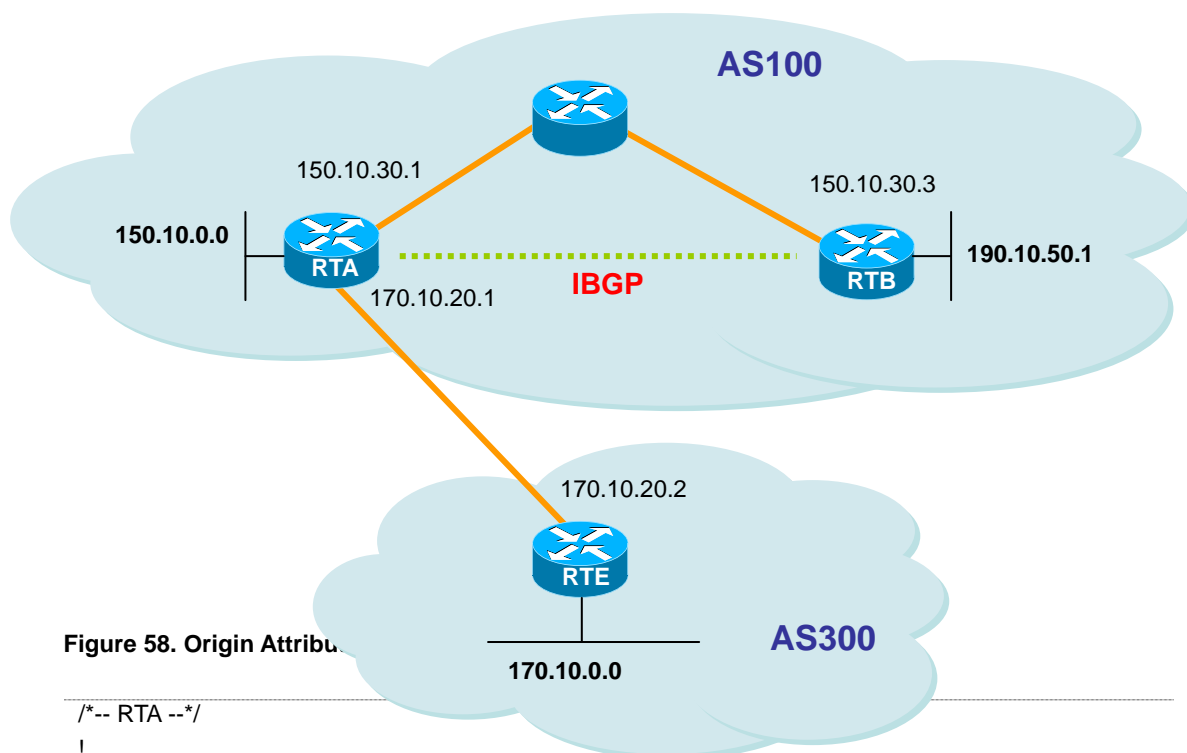 AS100
150.10.30.1
150.10.30.3
150.10.0.0
RTA
IBGP
RTB
190.10.50.1
170.10.20.1
170.10.20.2
RTE
AS300
Figure 58. Origin
170.10.0.0
/*-- RTA --*/
!